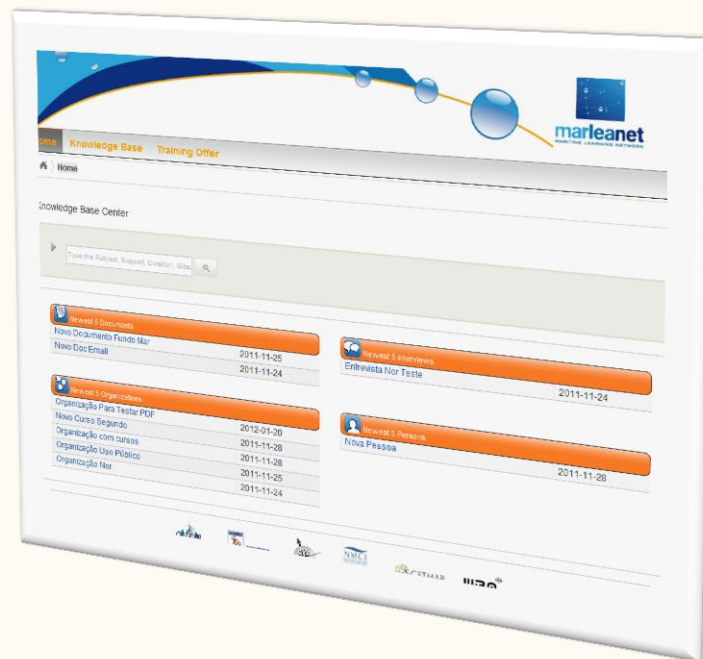 marleanet
MARITIME LEARNING NETWORK
ome Knowledge Base Training Offer
Home
Knowledge Base Center
Type the Subject, Support, Duration,
Newest 5 Documents
Novo Documento Fundo Mar 2011-11-25
Novo Doc Email 2011-11-24
Newest 5 Organizations
Organização Para Testar PDF 2012-01-20
Novo Curso Segundo 2011-11-28
Organização com cursos 2011-11-28
Organização Uso Público 2011-11-25
Organização Nor 2011-11-24
Newest 5 Interviews
Entrevista Nor Teste 2011-11-24
Newest 5 Persons
Nova Pessoa 2011-11-28
NMCI
CETMAR